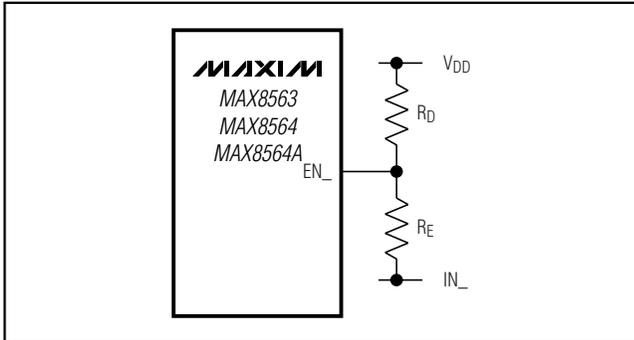 MAXIM
MAX8563
MAX8564
MAX8564A
EN_
VDD
RD
RE
IN_